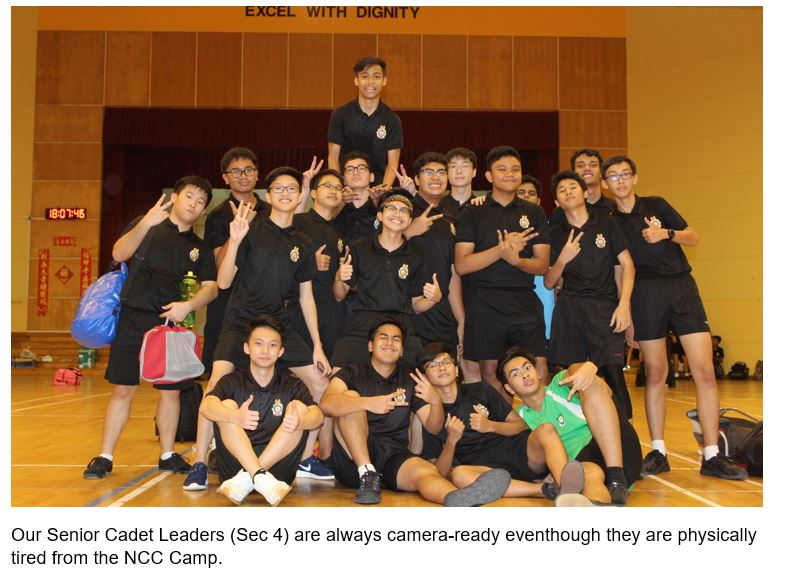 EXCEL WITH DIGNITY
18:07:46
Our Senior Cadet Leaders (Sec 4) are always camera-ready eventhough they are physically
tired from the NCC Camp.